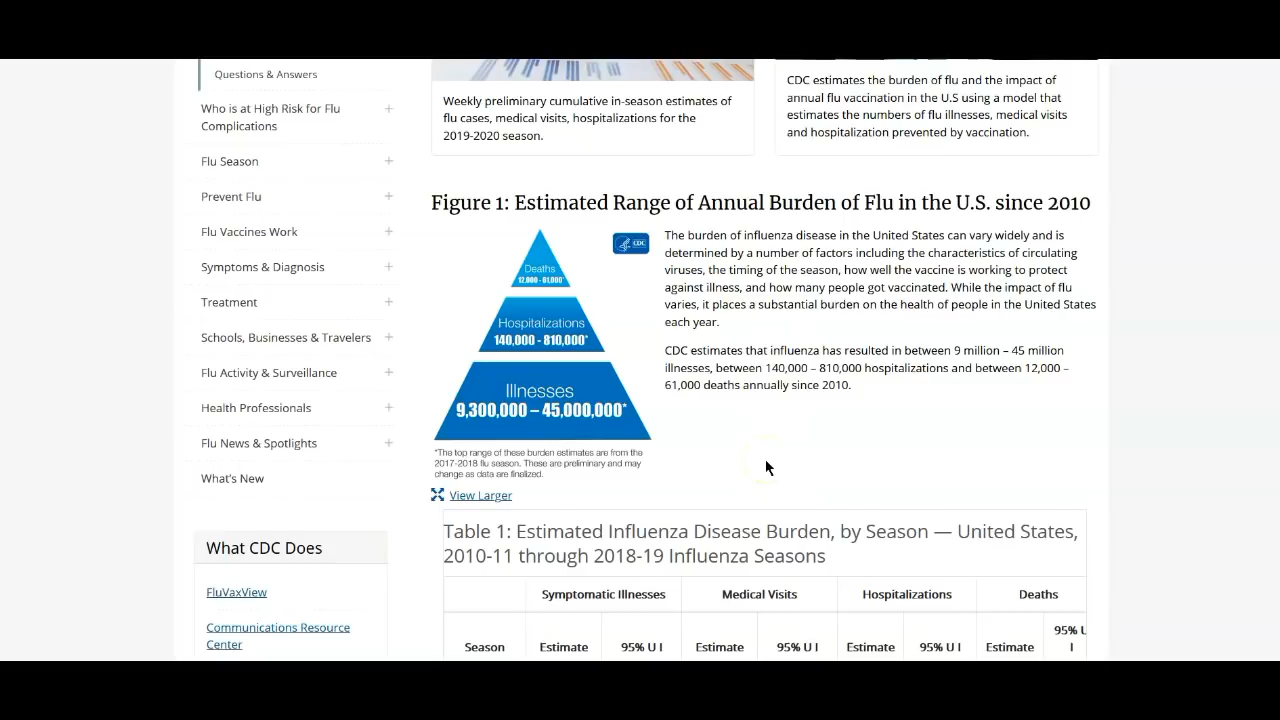 Questions & Answers
Who is at High Risk for Flu
Complications
Flu Season
Prevent Flu
Flu Vaccines Work
Symptoms & Diagnosis
Treatment
Schools, Businesses & Travelers
Flu Activity & Surveillance
Health Professionals
Flu News & Spotlights
What's New
What CDC Does
FluVaxView
Communications Resource
Center
Weekly preliminary cumulative in-season estimates of
flu cases, medical visits, hospitalizations for the
2019-2020 season.
CDC estimates the burden of flu and the impact of
annual flu vaccination in the U.S using a model that
estimates the numbers of flu illnesses, medical visits
and hospitalization prevented by vaccination.
Figure 1: Estimated Range of Annual Burden of Flu in the U.S. since 2010
CDC
Deaths
12,000 - 61,000*
Hospitalizations
140,000 - 810,000*
Illnesses
9,300,000 – 45,000,000*
*The top range of these burden estimates are from the
2017-2018 flu season. These are preliminary and may
change as data are finalized.
View Larger
The burden of influenza disease in the United States can vary widely and is
determined by a number of factors including the characteristics of circulating
viruses, the timing of the season, how well the vaccine is working to protect
against illness, and how many people got vaccinated. While the impact of flu
varies, it places a substantial burden on the health of people in the United States
each year.
CDC estimates that influenza has resulted in between 9 million – 45 million
illnesses, between 140,000 – 810,000 hospitalizations and between 12,000 –
61,000 deaths annually since 2010.
Table 1: Estimated Influenza Disease Burden, by Season — United States,
2010-11 through 2018-19 Influenza Seasons
Symptomatic Illnesses Medical Visits Hospitalizations Deaths
Season Estimate 95% U I Estimate 95% U I Estimate 95% U I Estimate 95% U I